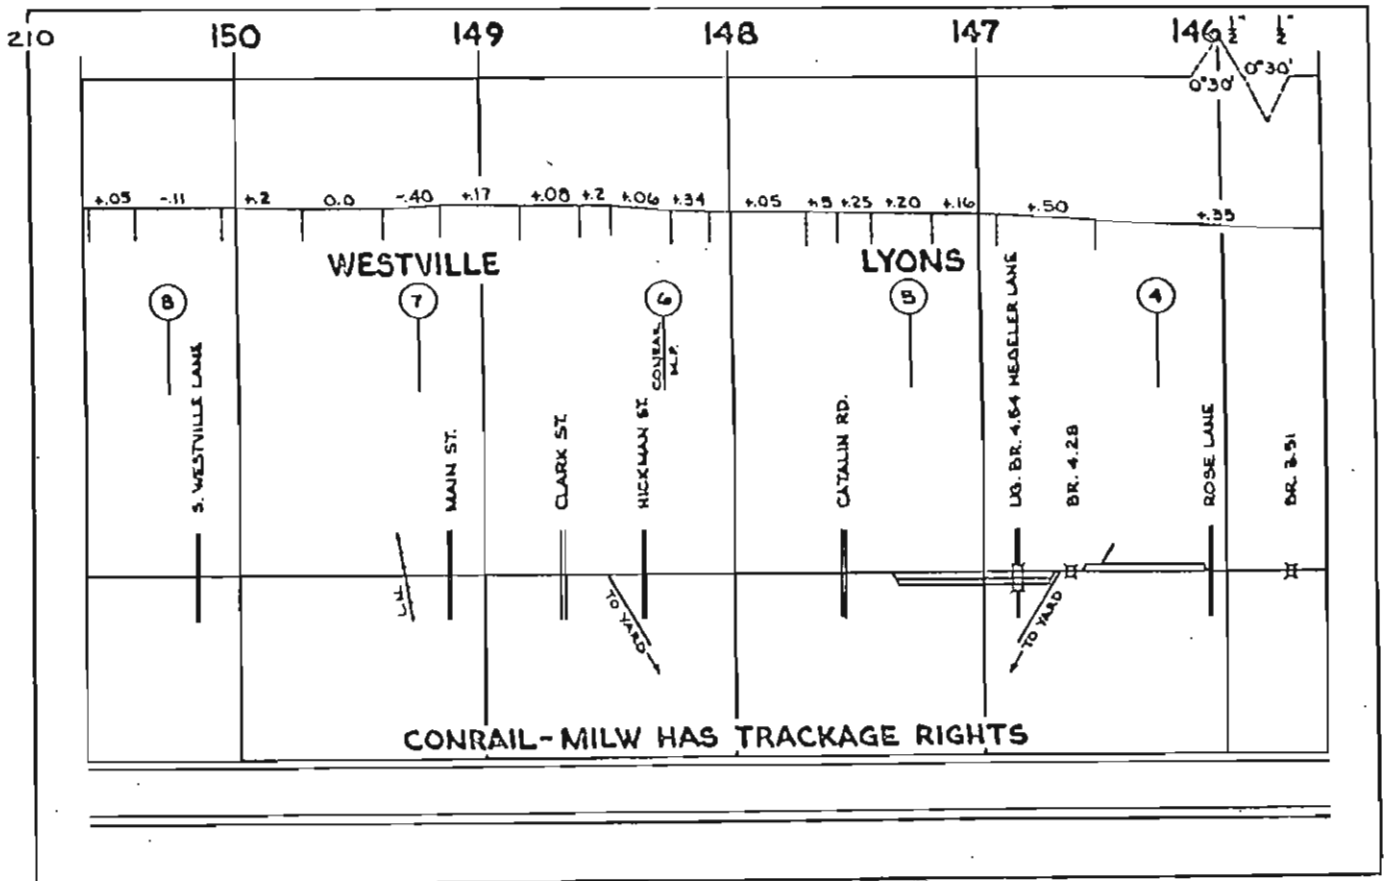 210 150 149 148 147 146 ½" ½"
0°30' 0°30'
+.05 -.11 +.2 0.0 -.40 +.17 +.08 +.2 +.06 +.34 +.05 +.5 +.25 +.20 +.16 +.50 +.35
WESTVILLE LYONS
8 7 6 5 4
CONRAIL
M.P.
S. WESTVILLE LANE
MAIN ST.
CLARK ST.
HICKMAN ST.
CATALIN RD.
UG. BR. 4.64 HEGELER LANE
BR. 4.28
ROSE LANE
BR. 3.51
TO YARD
TO YARD
CONRAIL-MILW HAS TRACKAGE RIGHTS